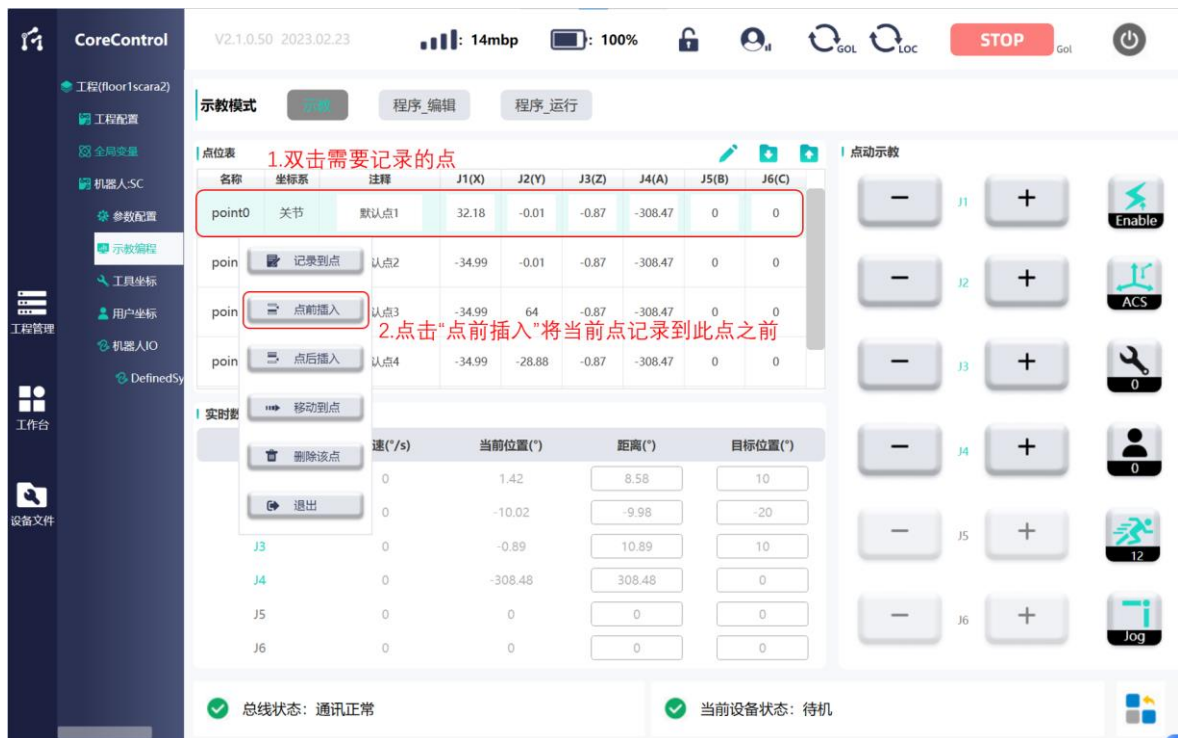 CoreControl V2.1.0.50 2023.02.23 : 14mbp : 100% GOL LOC STOP Gol
工程(floor1scara2)
工程配置
全局变量
机器人:SC
参数配置
示教编程
工具坐标
用户坐标
机器人IO
DefinedSy
工程管理
工作台
设备文件
示教模式 示教 程序_编辑 程序_运行
点位表
1.双击需要记录的点
名称 坐标系 注释 J1(X) J2(Y) J3(Z) J4(A) J5(B) J6(C)
point0 关节 默认点1 32.18 -0.01 -0.87 -308.47 0 0
poin 认点2 -34.99 -0.01 -0.87 -308.47 0 0
poin 认点3 -34.99 64 -0.87 -308.47 0 0
poin 认点4 -34.99 -28.88 -0.87 -308.47 0 0
记录到点
点前插入
2.点击“点前插入”将当前点记录到此点之前
点后插入
移动到点
删除该点
退出
实时数
速(°/s) 当前位置(°) 距离(°) 目标位置(°)
0 1.42 8.58 10
0 -10.02 -9.98 -20
J3 0 -0.89 10.89 10
J4 0 -308.48 308.48 0
J5 0 0 0 0
J6 0 0 0 0
点动示教
− J1 + Enable
− J2 + ACS
− J3 + 0
− J4 + 0
− J5 + 12
− J6 + Jog
总线状态：通讯正常
当前设备状态：待机